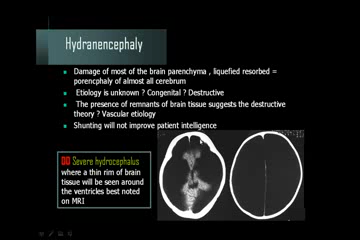 Hydranencephaly
Damage of most of the brain parenchyma , liquefied resorbed =
porencphaly of almost all cerebrum
Etiology is unknown ? Congenital ? Destructive
The presence of remnants of brain tissue suggests the destructive
theory ? Vascular etiology
Shunting will not improve patient intelligence
Severe hydrocephalus
where a thin rim of brain
tissue will be seen around
the ventricles best noted
on MRI